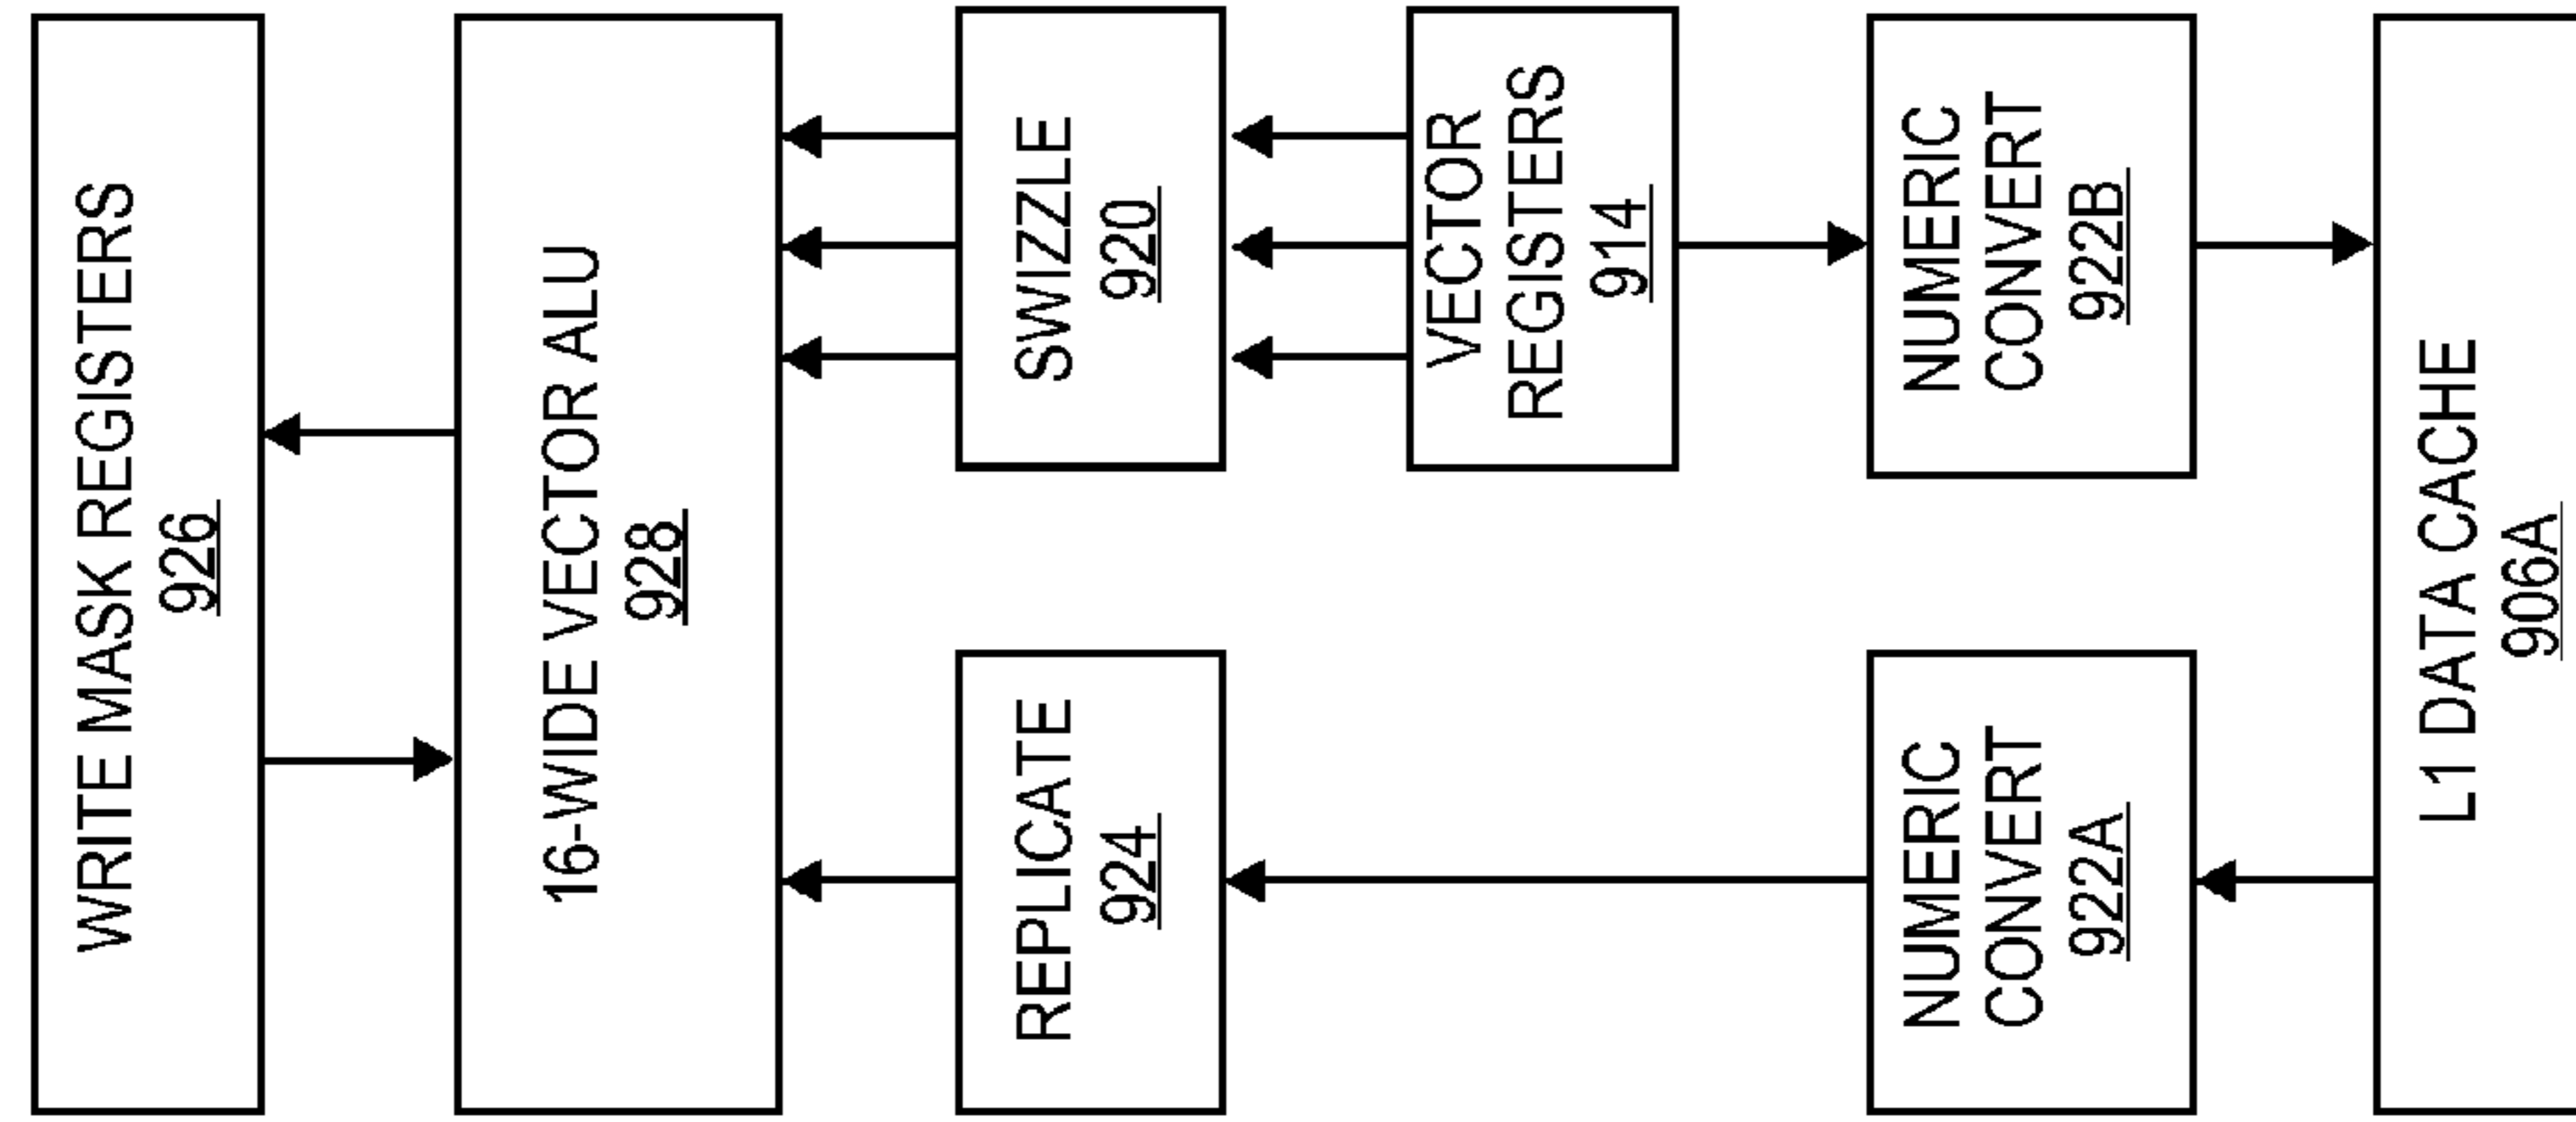 WRITE MASK REGISTERS
926
16-WIDE VECTOR ALU
928
REPLICATE
924
SWIZZLE
920
VECTOR
REGISTERS
914
NUMERIC
CONVERT
922A
NUMERIC
CONVERT
922B
L1 DATA CACHE
906A